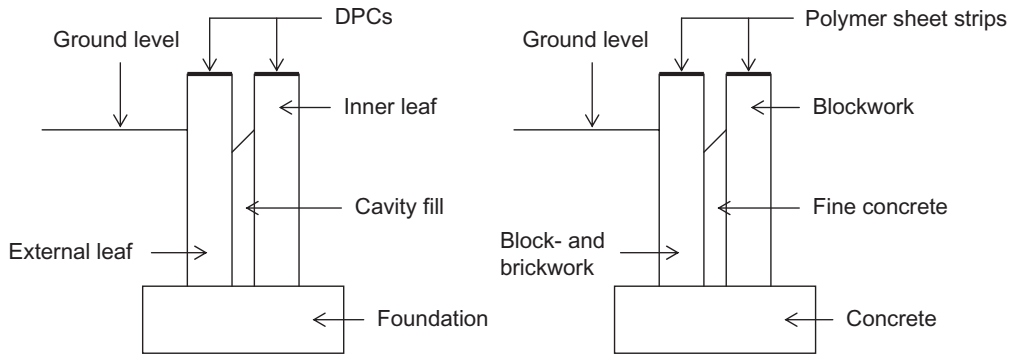 DPCs
Ground level
Inner leaf
Cavity fill
External leaf
Foundation
Polymer sheet strips
Ground level
Blockwork
Fine concrete
Block- and
brickwork
Concrete